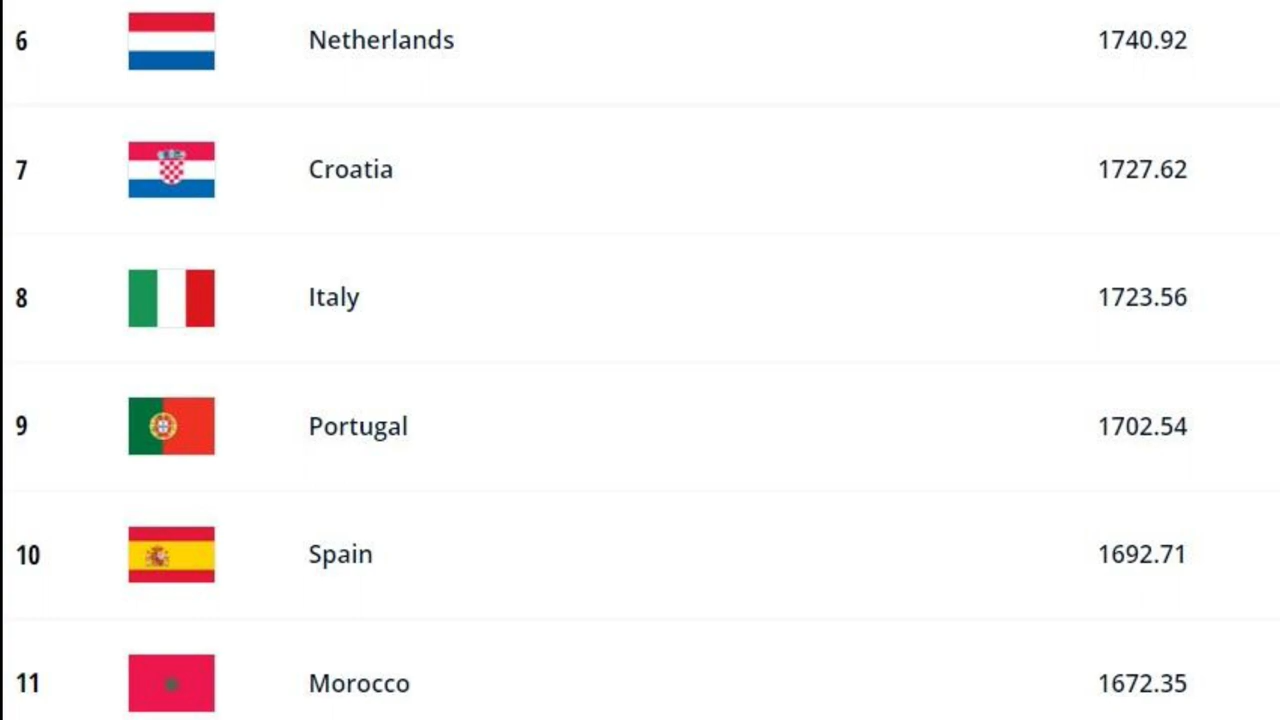 6 Netherlands 1740.92
7 Croatia 1727.62
8 Italy 1723.56
9 Portugal 1702.54
10 Spain 1692.71
11 Morocco 1672.35